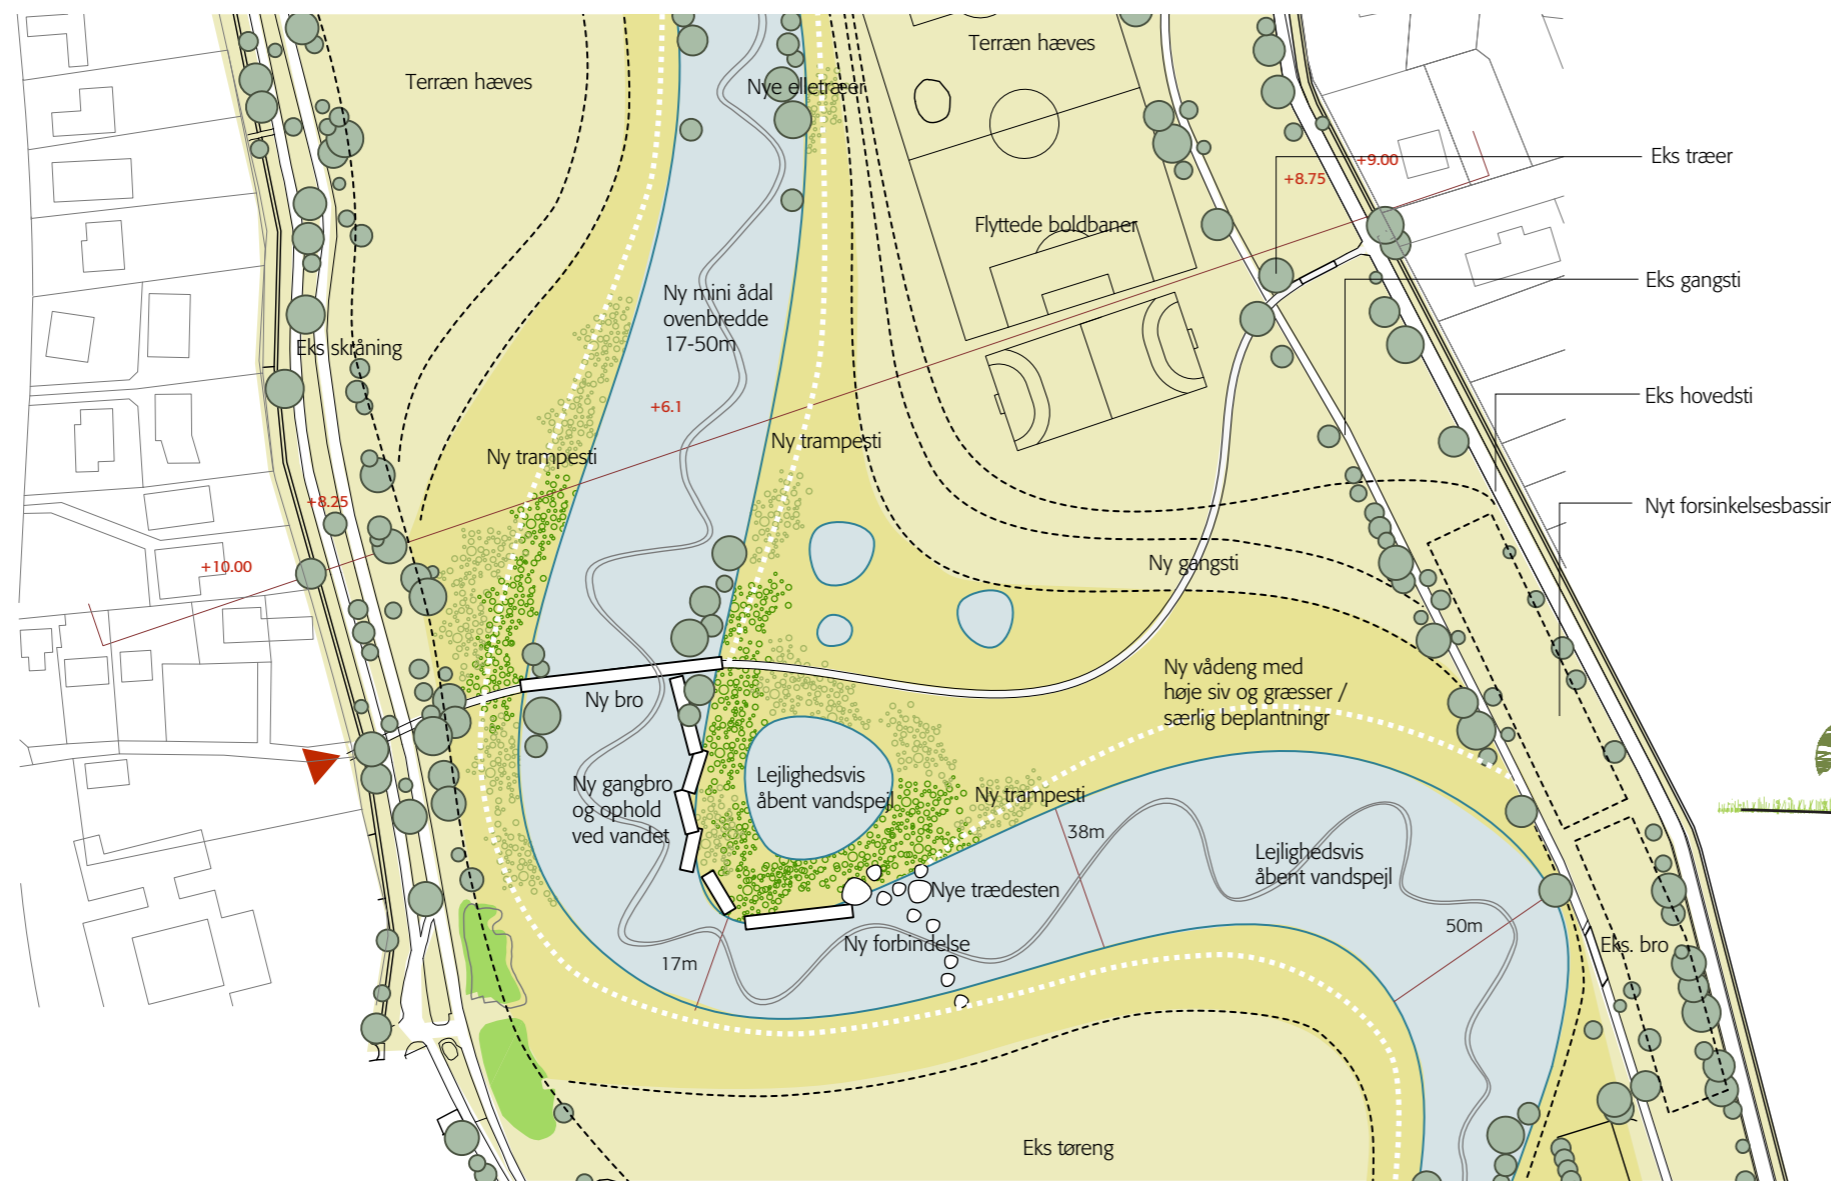 Terræn hæves
Terræn hæves
Nye elletræer
Eks træer
+9.00
+8.75
Flyttede boldbaner
Eks gangsti
Ny mini ådal
ovenbredde
17-50m
Eks skråning
Eks hovedsti
+6.1
Ny trampesti
Ny trampesti
+8.25
Nyt forsinkelsesbassin
+10.00
Ny gangsti
Ny vådeng med
høje siv og græsser /
særlig beplantningr
Ny bro
Ny gangbro
og ophold
ved vandet
Lejlighedsvis
åbent vandspejl
Ny trampesti
38m
Lejlighedsvis
åbent vandspejl
Nye trædesten
50m
Ny forbindelse
Eks. bro
17m
Eks tøreng